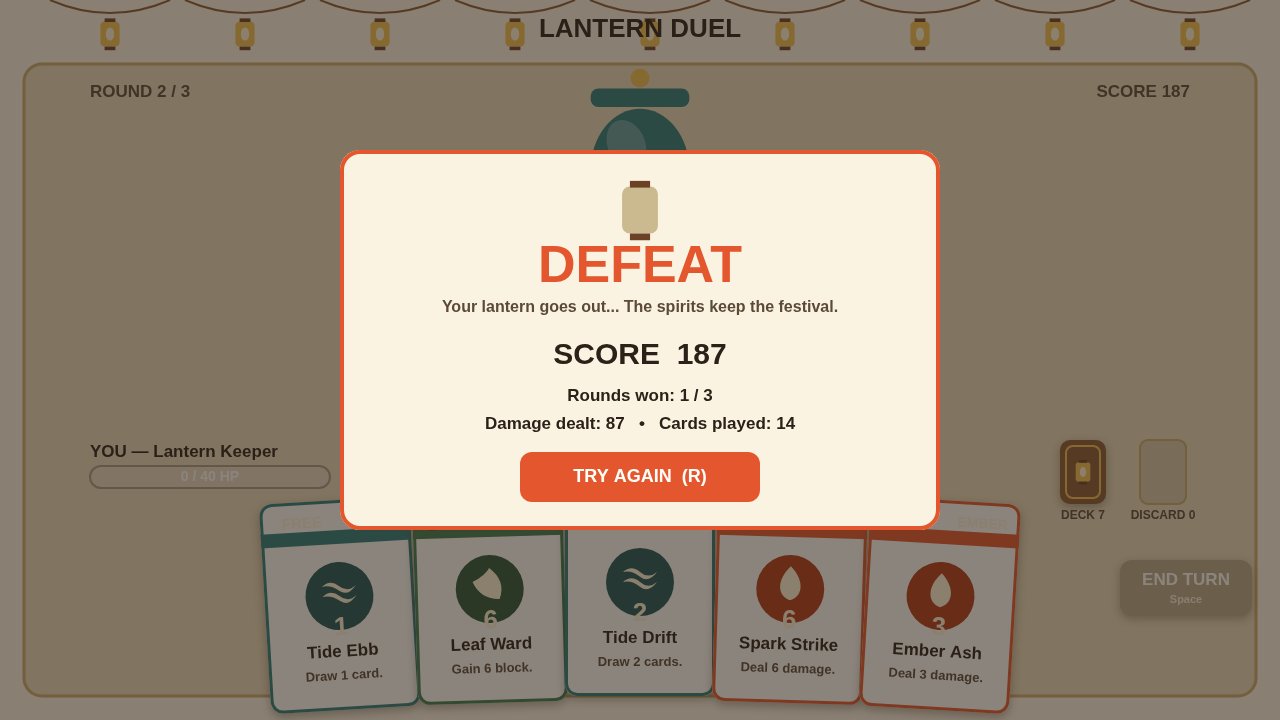 LANTERN DUEL
ROUND 2 / 3
SCORE 187
DEFEAT
Your lantern goes out... The spirits keep the festival.
SCORE 187
Rounds won: 1 / 3
Damage dealt: 87 • Cards played: 14
TRY AGAIN (R)
YOU — Lantern Keeper
0 / 40 HP
DECK 7
DISCARD 0
END TURN
Space
FREE
1
Tide Ebb
Draw 1 card.
6
Leaf Ward
Gain 6 block.
2
Tide Drift
Draw 2 cards.
6
Spark Strike
Deal 6 damage.
EMBER
3
Ember Ash
Deal 3 damage.